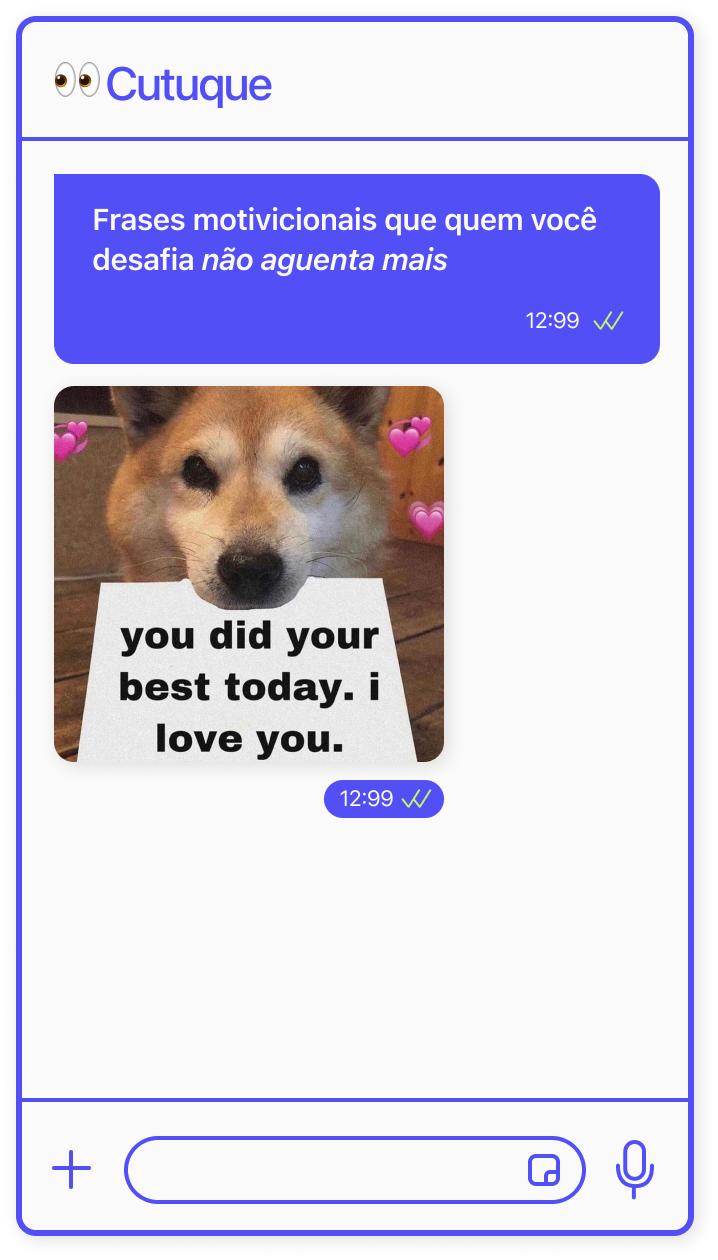 👀Cutuque
Frases motivicionais que quem você
desafia não aguenta mais
12:99
you did your
best today. i
love you.
12:99